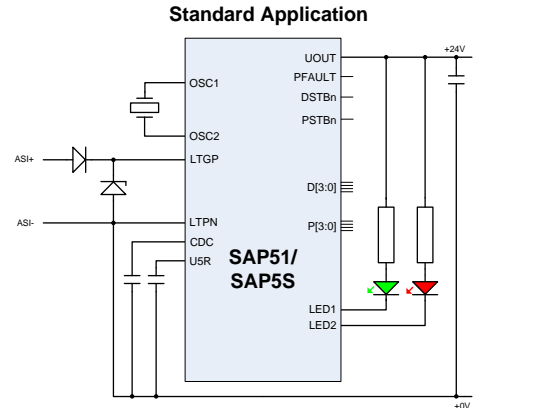 Standard Application
+24V
UOUT
OSC1
PFAULT
DSTBn
PSTBn
OSC2
ASI+
LTGP
D[3:0]
ASI-
LTPN
P[3:0]
CDC
U5R
SAP51/
SAP5S
LED1
LED2
+0V